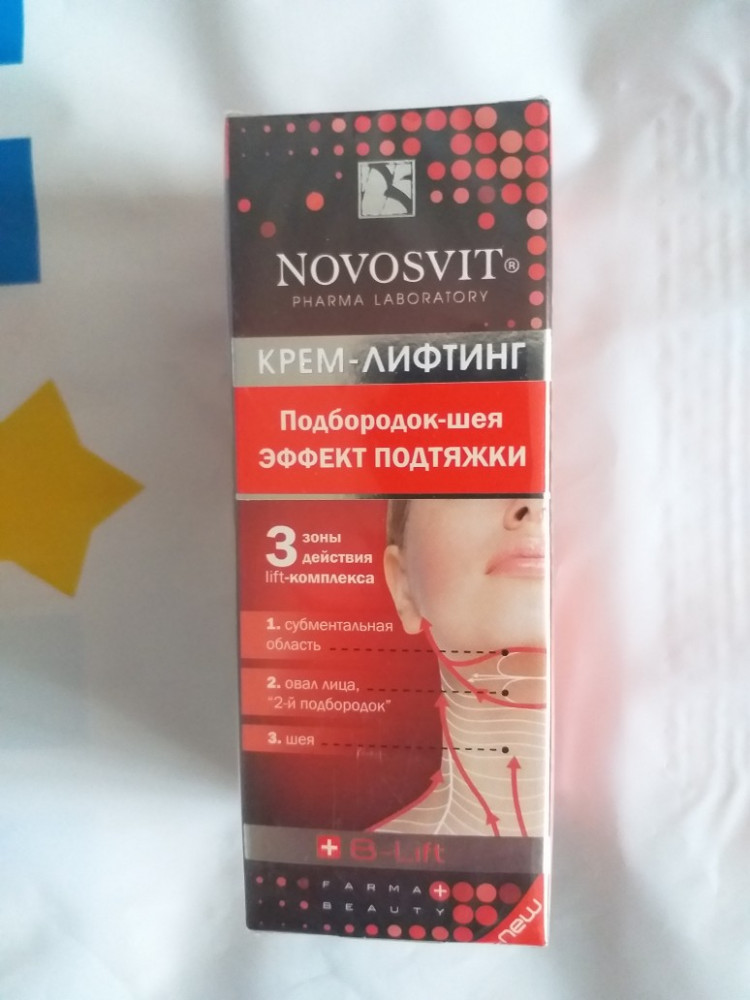 NOVOSVIT®
PHARMA LABORATORY
КРЕМ-ЛИФТИНГ
Подбородок-шея
ЭФФЕКТ ПОДТЯЖКИ
3 зоны
действия
lift-комплекса
1. субментальная
область
2. овал лица,
"2-й подбородок"
3. шея
B-Lift
FARMA+
BEAUTY
new